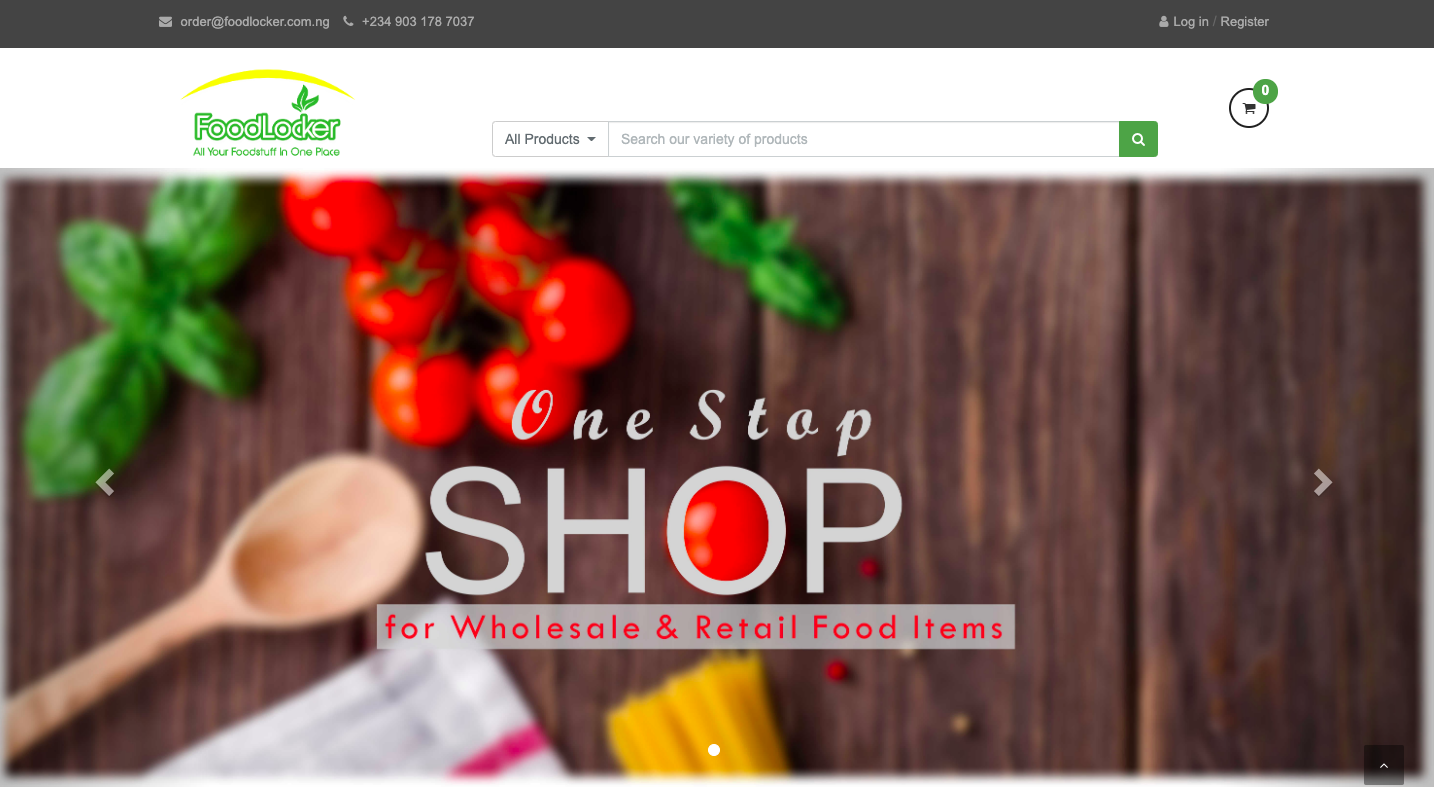 order@foodlocker.com.ng +234 903 178 7037 Log in / Register
0
FoodLocker
All Your Foodstuff In One Place
All Products Search our variety of products
One Stop
SHOP
for Wholesale & Retail Food Items